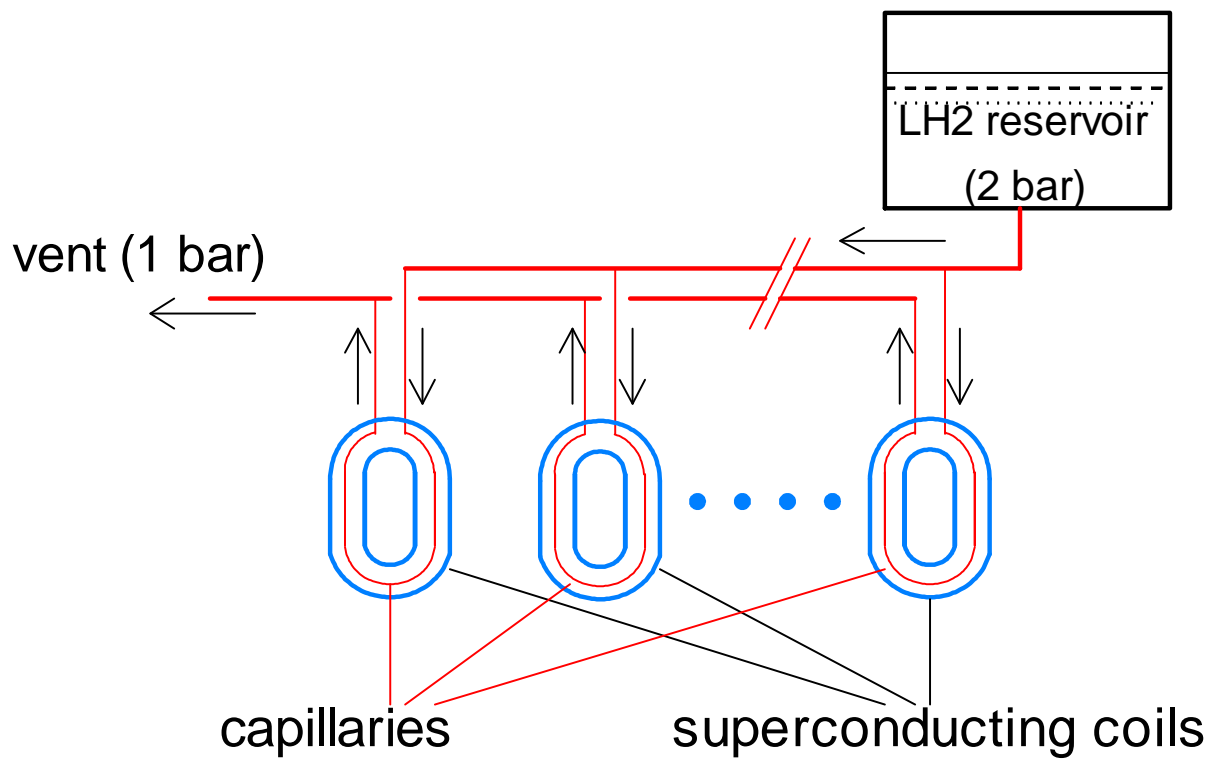 LH2 reservoir
(2 bar)
vent (1 bar)
capillaries
superconducting coils